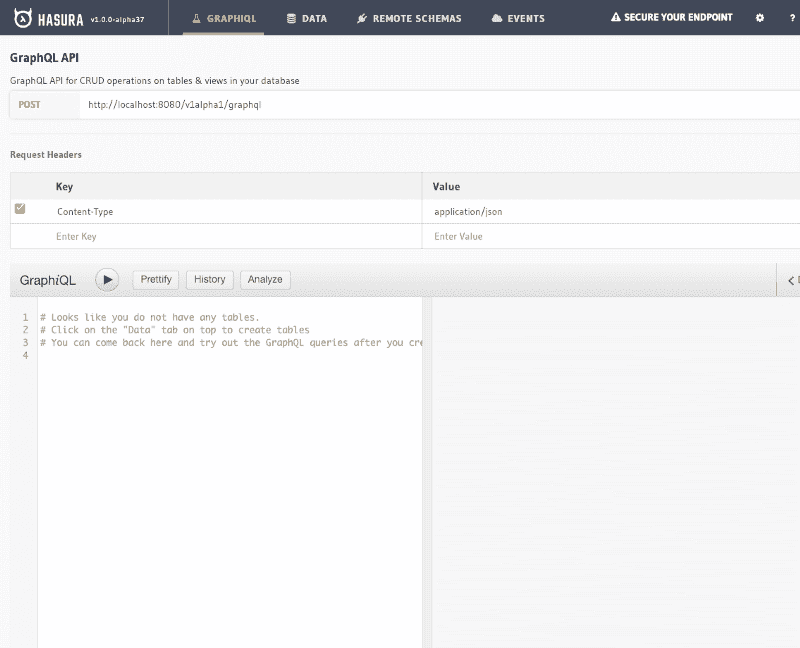 HASURA v1.0.0-alpha37 GRAPHIQL DATA REMOTE SCHEMAS EVENTS SECURE YOUR ENDPOINT ?
GraphQL API
GraphQL API for CRUD operations on tables & views in your database
POST http://localhost:8080/v1alpha1/graphql
Request Headers
Key Value
Content-Type application/json
Enter Key Enter Value
GraphiQL Prettify History Analyze
1 # Looks like you do not have any tables.
2 # Click on the "Data" tab on top to create tables
3 # You can come back here and try out the GraphQL queries after you cre
4